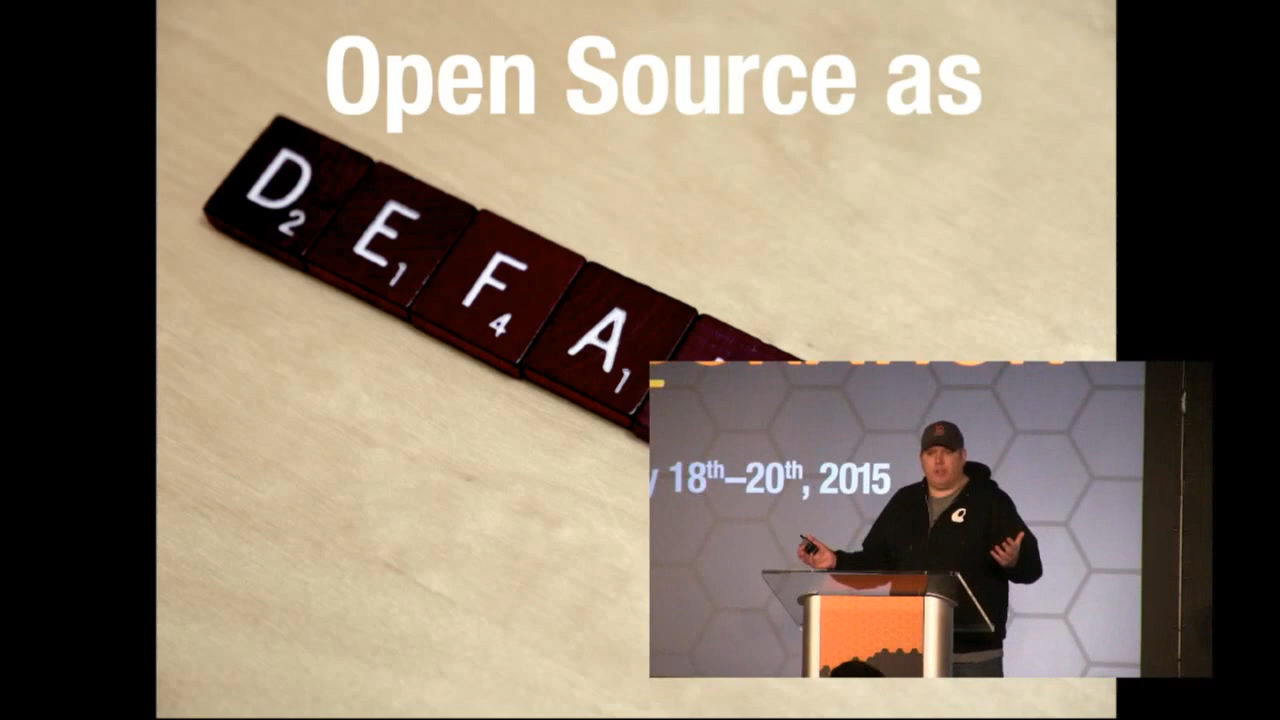 Open Source as
D2 E1 F4 A1
18th–20th, 2015